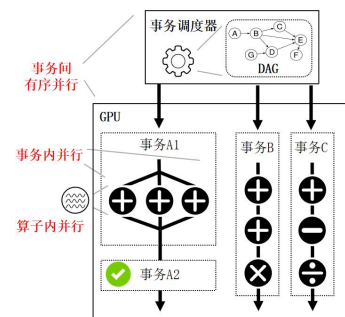 事务调度器
A
B
C
E
G
D
F
DAG
事务间
有序并行
GPU
事务A1
事务B
事务C
事务内并行
算子内并行
事务A2